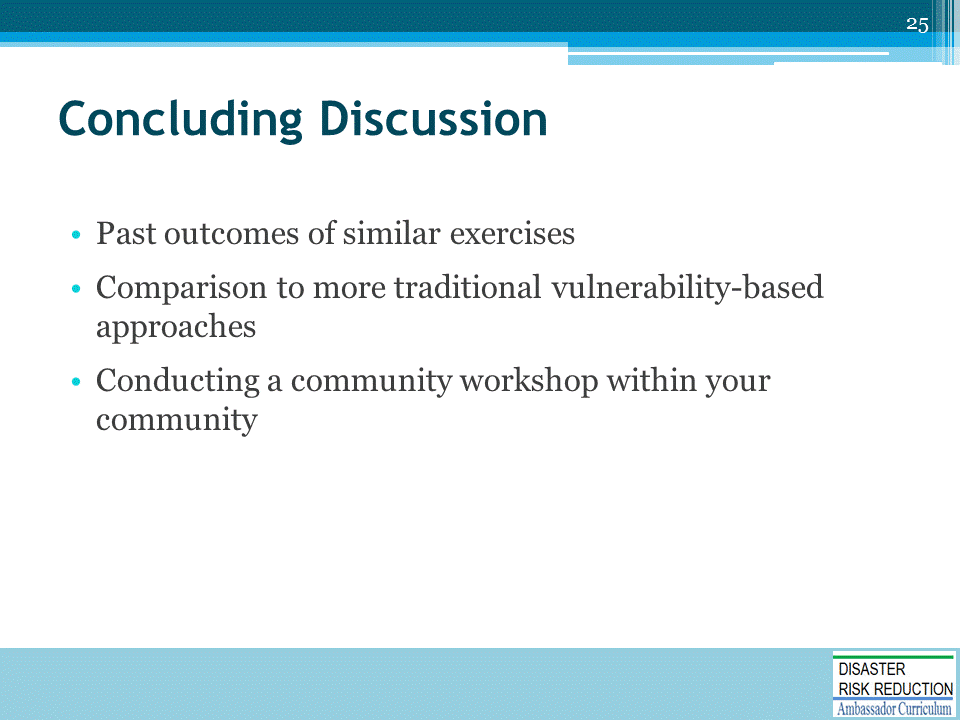 25
Concluding Discussion
• Past outcomes of similar exercises
• Comparison to more traditional vulnerability-based
approaches
• Conducting a community workshop within your
community
DISASTER
RISK REDUCTION
Ambassador Curriculum